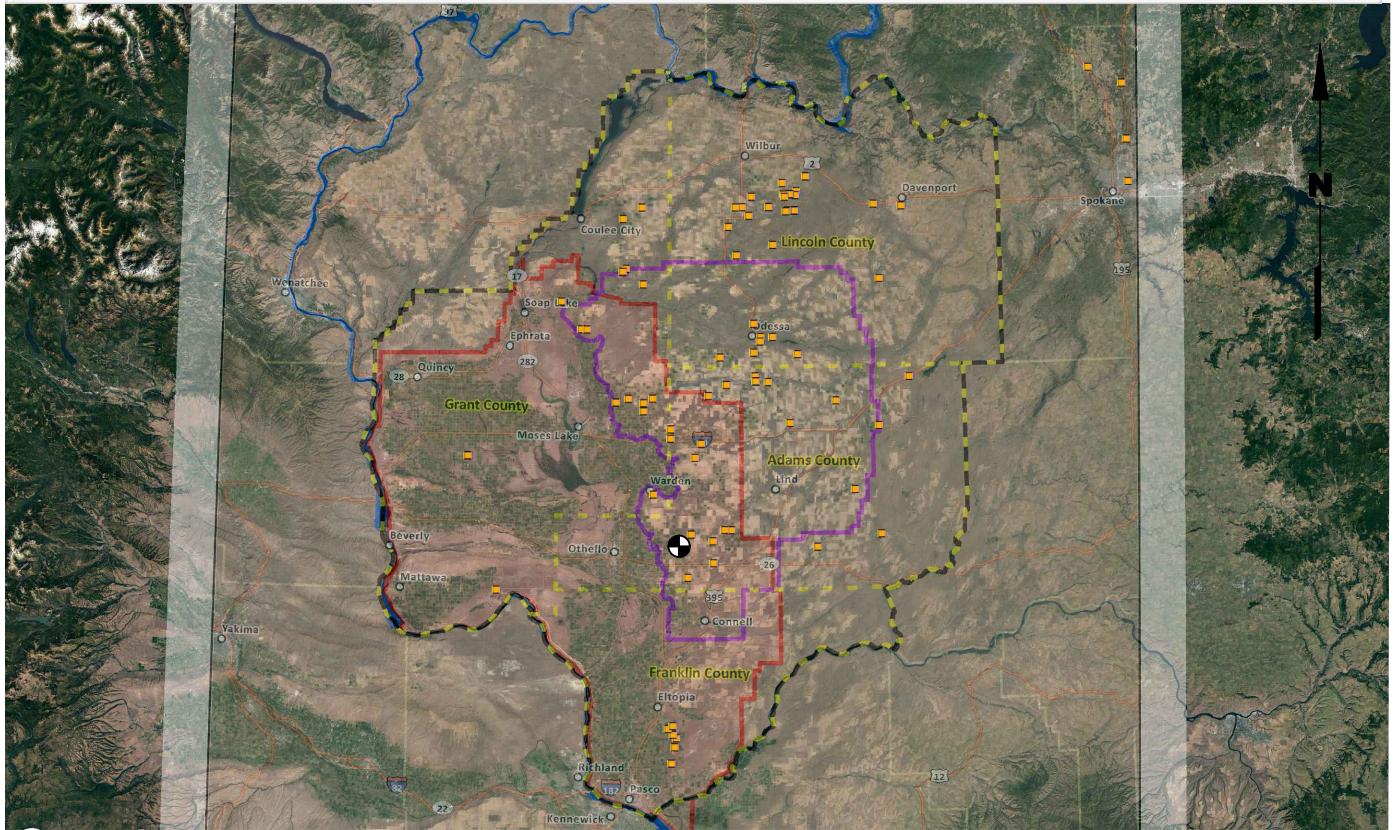 97
Wilbur
2
Davenport
N
Spokane
Coulee City
Lincoln County
195
17
Wenatchee
Soap Lake
Odessa
Ephrata
282
28
Quincy
Grant County
Moses Lake
Adams County
Warden
Lind
Beverly
Othello
26
Mattawa
395
Connell
Yakima
Franklin County
Eltopia
Richland
12
82
182
Pasco
22
Kennewick